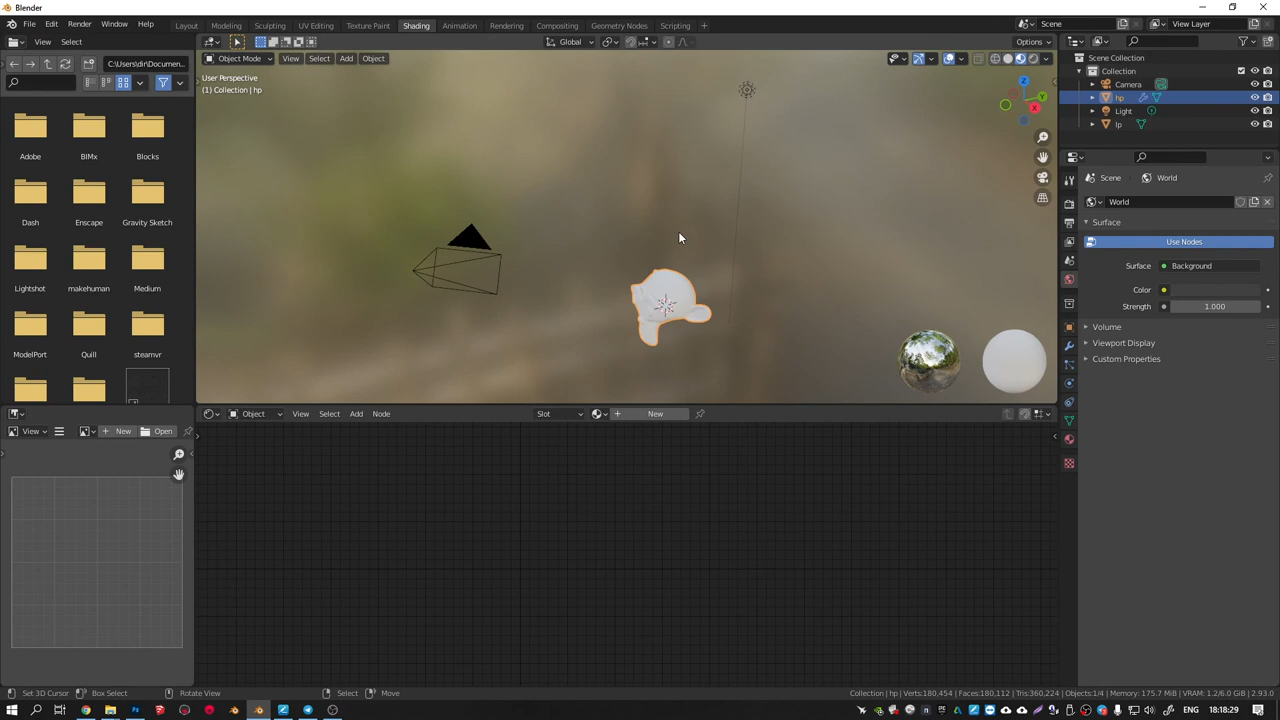 Blender
File Edit Render Window Help
Layout Modeling Sculpting UV Editing Texture Paint Shading Animation Rendering Compositing Geometry Nodes Scripting +
Scene
View Layer
View Select
Global
Options
C:\Users\dir\Documen...
Object Mode View Select Add Object
User Perspective
(1) Collection | hp
Z
Y
X
Adobe BIMx Blocks
Dash Enscape Gravity Sketch
Lightshot makehuman Medium
ModelPort Quill steamvr
Scene Collection
Collection
Camera
hp
Light
lp
Scene World
World
Surface
Use Nodes
Surface Background
Color
Strength 1.000
Volume
Viewport Display
Custom Properties
View New Open
Object View Select Add Node Slot New
Set 3D Cursor Box Select Rotate View Select Move
Collection | hp | Verts:180,454 | Faces:180,112 | Tris:360,224 | Objects:1/4 | Memory: 175.7 MiB | VRAM: 1.2/6.0 GiB | 2.93.0
ENG 18:18:29